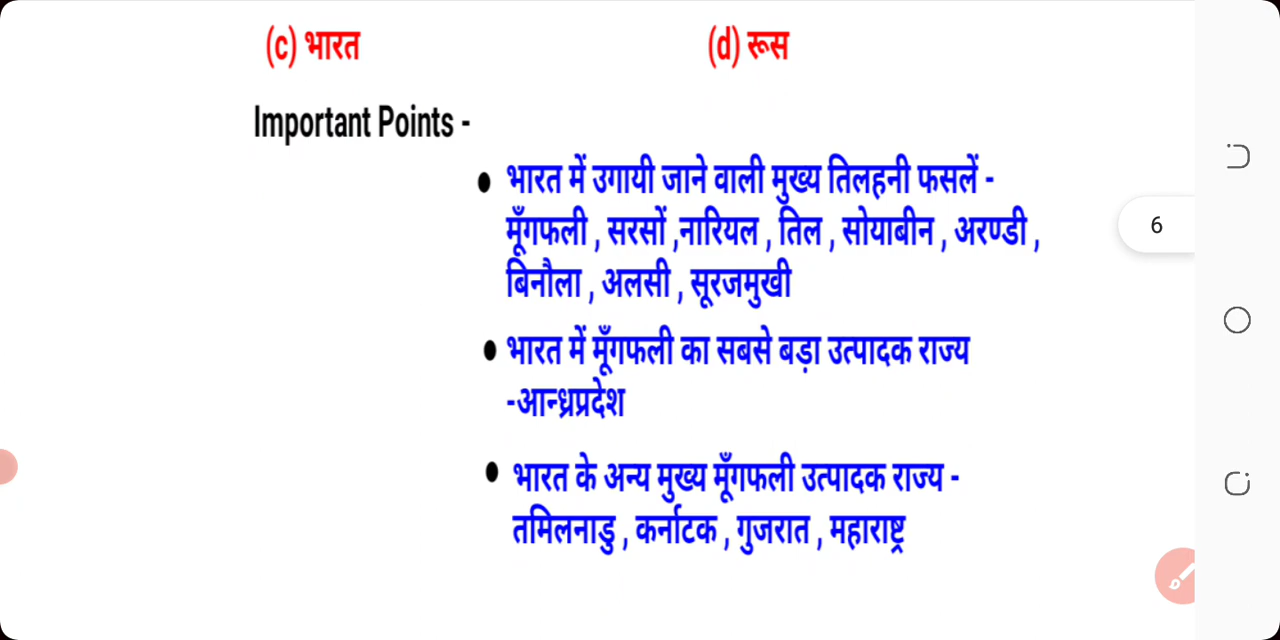 (c) भारत (d) रूस
Important Points -
• भारत में उगायी जाने वाली मुख्य तिलहनी फसलें -
मूँगफली , सरसों ,नारियल , तिल , सोयाबीन , अरण्डी ,
6
बिनौला , अलसी , सूरजमुखी
• भारत में मूँगफली का सबसे बड़ा उत्पादक राज्य
-आन्ध्रप्रदेश
• भारत के अन्य मुख्य मूँगफली उत्पादक राज्य -
तमिलनाडु , कर्नाटक , गुजरात , महाराष्ट्र